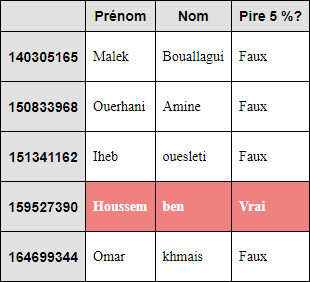 Prénom Nom Pire 5 %?
140305165 Malek Bouallagui Faux
150833968 Ouerhani Amine Faux
151341162 Iheb ouesleti Faux
159527390 Houssem ben Vrai
164699344 Omar khmais Faux